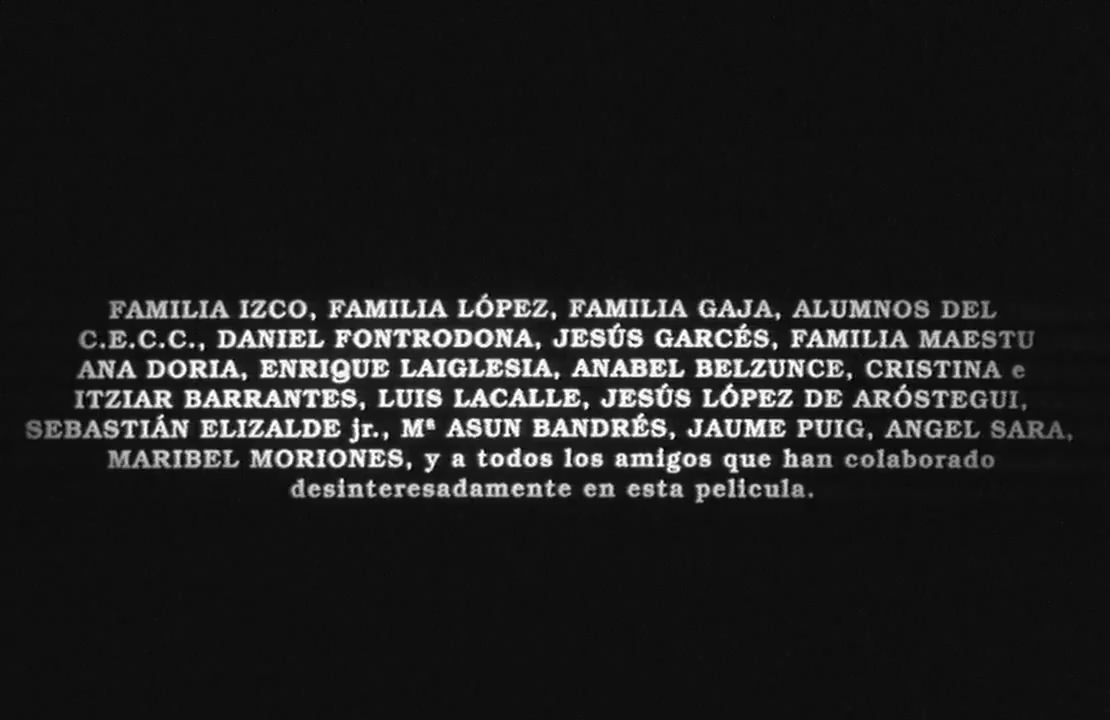 FAMILIA IZCO, FAMILIA LÓPEZ, FAMILIA GAJA, ALUMNOS DEL
C.E.C.C., DANIEL FONTRODONA, JESÚS GARCÉS, FAMILIA MAESTU
ANA DORIA, ENRIQUE LAIGLESIA, ANABEL BELZUNCE, CRISTINA e
ITZIAR BARRANTES, LUIS LACALLE, JESÚS LÓPEZ DE ARÓSTEGUI,
SEBASTIÁN ELIZALDE jr., Mª ASUN BANDRÉS, JAUME PUIG, ANGEL SARA,
MARIBEL MORIONES, y a todos los amigos que han colaborado
desinteresadamente en esta pelicula.